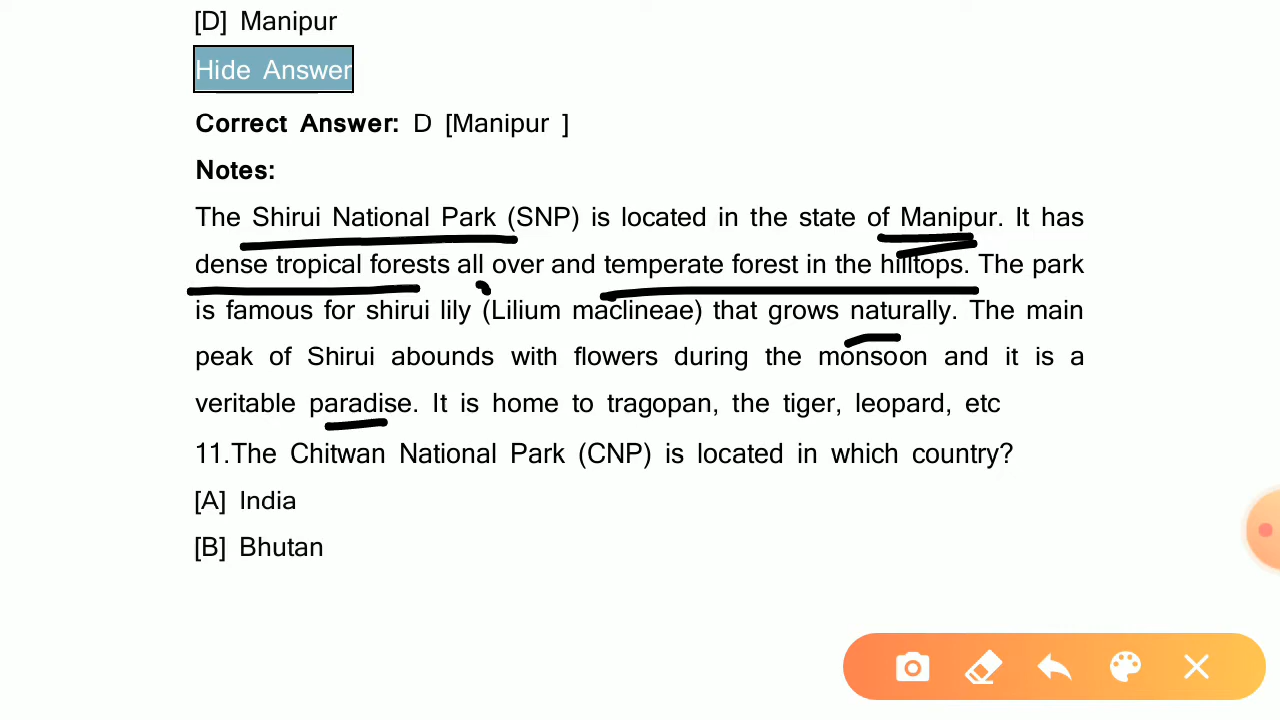 [D] Manipur
Hide Answer
Correct Answer: D [Manipur ]
Notes:
The Shirui National Park (SNP) is located in the state of Manipur. It has
dense tropical forests all over and temperate forest in the hilltops. The park
is famous for shirui lily (Lilium maclineae) that grows naturally. The main
peak of Shirui abounds with flowers during the monsoon and it is a
veritable paradise. It is home to tragopan, the tiger, leopard, etc
11.The Chitwan National Park (CNP) is located in which country?
[A] India
[B] Bhutan